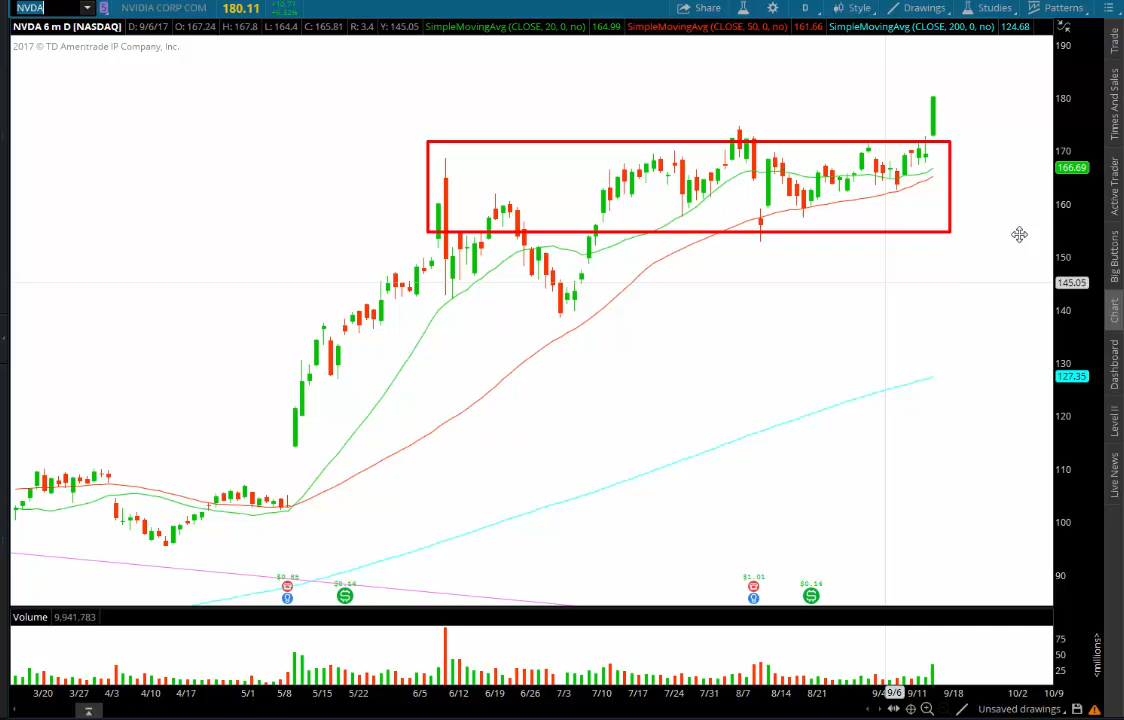 NVDA NVIDIA CORP COM 180.11 +10.71 +6.32% Share D Style Drawings Studies Patterns
NVDA 6 m D [NASDAQ] D: 9/6/17 O: 167.24 H: 167.8 L: 164.4 C: 165.81 R: 3.4 Y: 145.05 SimpleMovingAvg (CLOSE, 20, 0, no) 164.99 SimpleMovingAvg (CLOSE, 50, 0, no) 161.66 SimpleMovingAvg (CLOSE, 200, 0, no) 124.68
2017 © TD Ameritrade IP Company, Inc.
190
180
170
166.69
160
150
145.05
140
130
127.35
120
110
100
90
$1.01
$0.14
$0.14
Volume 9,941,783
75
50
25
<millions>
3/20 3/27 4/3 4/10 4/17 5/1 5/8 5/15 5/22 6/5 6/12 6/19 6/26 7/3 7/10 7/17 7/24 7/31 8/7 8/14 8/21 9/6 9/11 9/18 10/2 10/9
Unsaved drawings
Trade
Times And Sales
Active Trader
Big Buttons
Chart
Dashboard
Level II
Live News